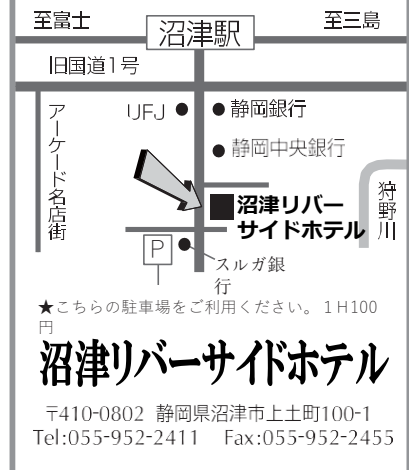 至富士
沼津駅
至三島
旧国道1号
アーケード名店街
UFJ
静岡銀行
静岡中央銀行
狩野川
沼津リバー
サイドホテル
P
スルガ銀
行
★こちらの駐車場をご利用ください。1H100
円
沼津リバーサイドホテル
〒410-0802 静岡県沼津市上土町100-1
Tel:055-952-2411 Fax:055-952-2455